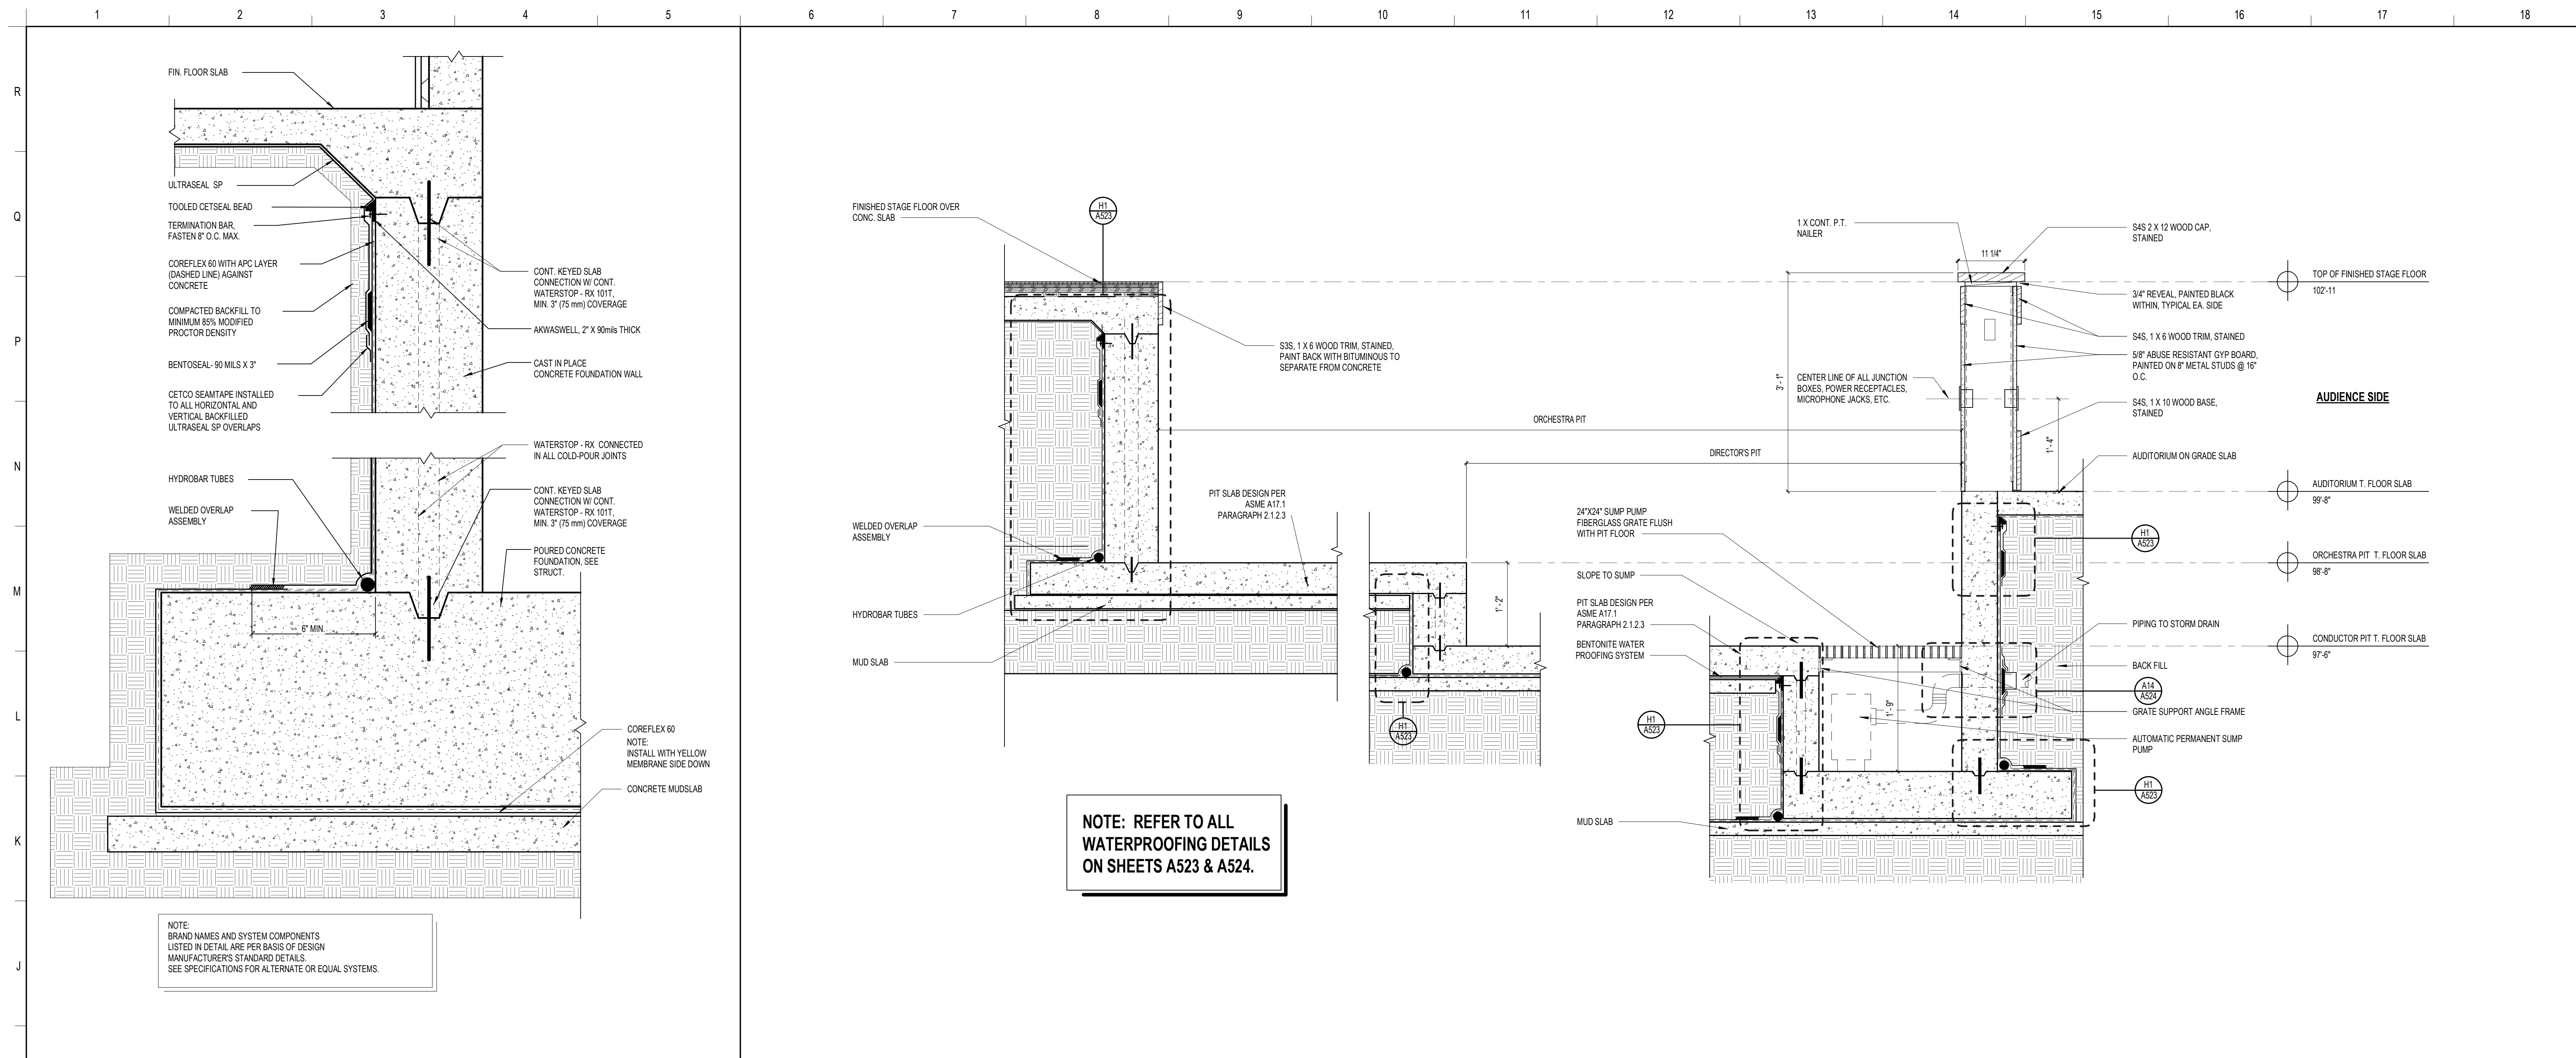 1 2 3 4 5 6 7 8 9 10 11 12 13 14 15 16 17 18
R
Q
P
N
M
L
K
J
FIN. FLOOR SLAB
ULTRASEAL SP
TOOLED CETSEAL BEAD
TERMINATION BAR,
FASTEN 8" O.C. MAX.
COREFLEX 60 WITH APC LAYER
(DASHED LINE) AGAINST
CONCRETE
COMPACTED BACKFILL TO
MINIMUM 85% MODIFIED
PROCTOR DENSITY
BENTOSEAL- 90 MILS X 3"
CETCO SEAMTAPE INSTALLED
TO ALL HORIZONTAL AND
VERTICAL BACKFILLED
ULTRASEAL SP OVERLAPS
HYDROBAR TUBES
WELDED OVERLAP
ASSEMBLY
6" MIN.
CONT. KEYED SLAB
CONNECTION W/ CONT.
WATERSTOP - RX 101T,
MIN. 3" (75 mm) COVERAGE
AKWASWELL, 2" X 90mils THICK
CAST IN PLACE
CONCRETE FOUNDATION WALL
WATERSTOP - RX CONNECTED
IN ALL COLD-POUR JOINTS
CONT. KEYED SLAB
CONNECTION W/ CONT.
WATERSTOP - RX 101T,
MIN. 3" (75 mm) COVERAGE
POURED CONCRETE
FOUNDATION, SEE
STRUCT.
COREFLEX 60
NOTE:
INSTALL WITH YELLOW
MEMBRANE SIDE DOWN
CONCRETE MUDSLAB
NOTE:
BRAND NAMES AND SYSTEM COMPONENTS
LISTED IN DETAIL ARE PER BASIS OF DESIGN
MANUFACTURER'S STANDARD DETAILS.
SEE SPECIFICATIONS FOR ALTERNATE OR EQUAL SYSTEMS.
FINISHED STAGE FLOOR OVER
CONC. SLAB
H1
A523
S3S, 1 X 6 WOOD TRIM, STAINED,
PAINT BACK WITH BITUMINOUS TO
SEPARATE FROM CONCRETE
ORCHESTRA PIT
DIRECTOR'S PIT
PIT SLAB DESIGN PER
ASME A17.1
PARAGRAPH 2.1.2.3
WELDED OVERLAP
ASSEMBLY
HYDROBAR TUBES
MUD SLAB
1' - 2"
H1
A523
NOTE: REFER TO ALL
WATERPROOFING DETAILS
ON SHEETS A523 & A524.
1 X CONT. P.T.
NAILER
11 1/4"
3' - 1"
CENTER LINE OF ALL JUNCTION
BOXES, POWER RECEPTACLES,
MICROPHONE JACKS, ETC.
24"X24" SUMP PUMP
FIBERGLASS GRATE FLUSH
WITH PIT FLOOR
SLOPE TO SUMP
PIT SLAB DESIGN PER
ASME A17.1
PARAGRAPH 2.1.2.3
BENTONITE WATER
PROOFING SYSTEM
H1
A523
MUD SLAB
1' - 9"
1' - 4"
S4S 2 X 12 WOOD CAP,
STAINED
3/4" REVEAL, PAINTED BLACK
WITHIN, TYPICAL EA. SIDE
S4S, 1 X 6 WOOD TRIM, STAINED
5/8" ABUSE RESISTANT GYP BOARD,
PAINTED ON 8" METAL STUDS @ 16"
O.C.
S4S, 1 X 10 WOOD BASE,
STAINED
AUDITORIUM ON GRADE SLAB
H1
A523
PIPING TO STORM DRAIN
BACK FILL
A14
A524
GRATE SUPPORT ANGLE FRAME
AUTOMATIC PERMANENT SUMP
PUMP
H1
A523
TOP OF FINISHED STAGE FLOOR
102'-11
AUDIENCE SIDE
AUDITORIUM T. FLOOR SLAB
99'-8"
ORCHESTRA PIT T. FLOOR SLAB
98'-8"
CONDUCTOR PIT T. FLOOR SLAB
97'-6"